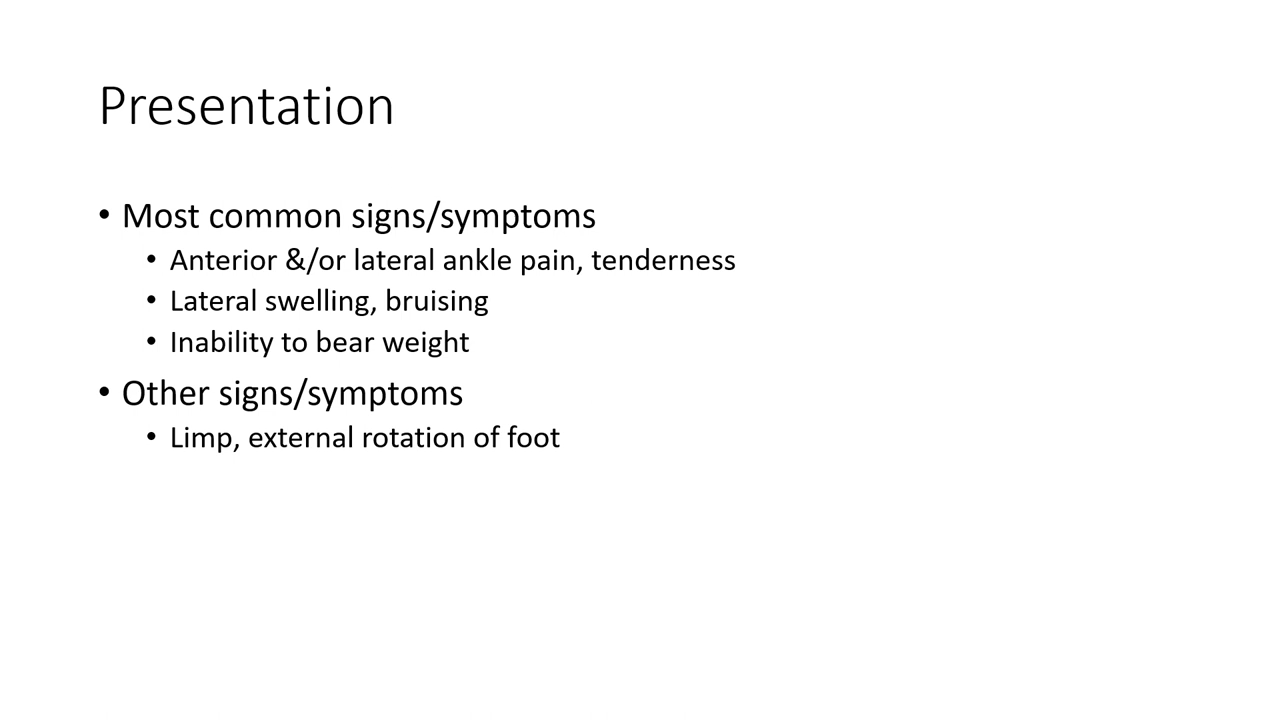 Presentation
• Most common signs/symptoms
• Anterior &/or lateral ankle pain, tenderness
• Lateral swelling, bruising
• Inability to bear weight
• Other signs/symptoms
• Limp, external rotation of foot